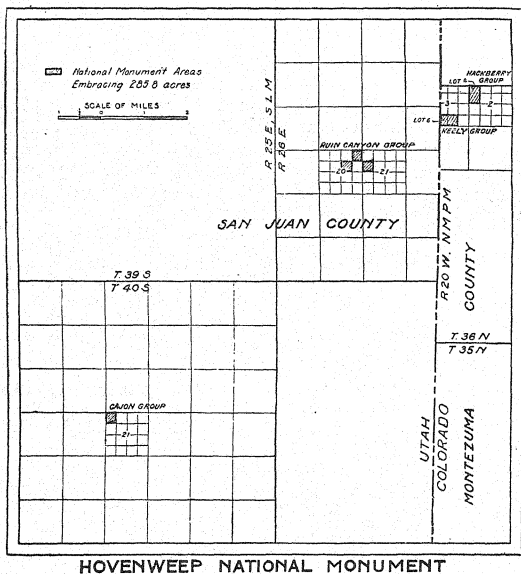 National Monument Areas
Embracing 285.8 acres
SCALE OF MILES
1 0 1 2
R 25 E, S L M
R 26 E
HACKBERRY
GROUP
LOT 4
3 2
LOT 6
KEELY GROUP
RUIN CANYON GROUP
20 21
SAN JUAN COUNTY
R 20 W. NMPM
COUNTY
T. 39 S
T 40 S
T. 36 N
T 35 N
CAJON GROUP
21
UTAH
COLORADO
MONTEZUMA
HOVENWEEP NATIONAL MONUMENT